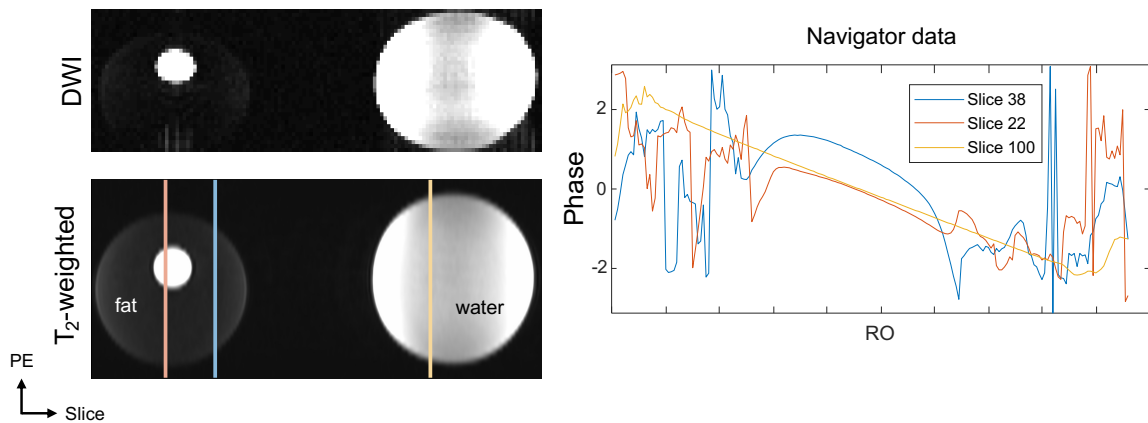 DWI
T₂-weighted
fat
water
PE
Slice
Navigator data
Phase
2
0
-2
Slice 38
Slice 22
Slice 100
RO